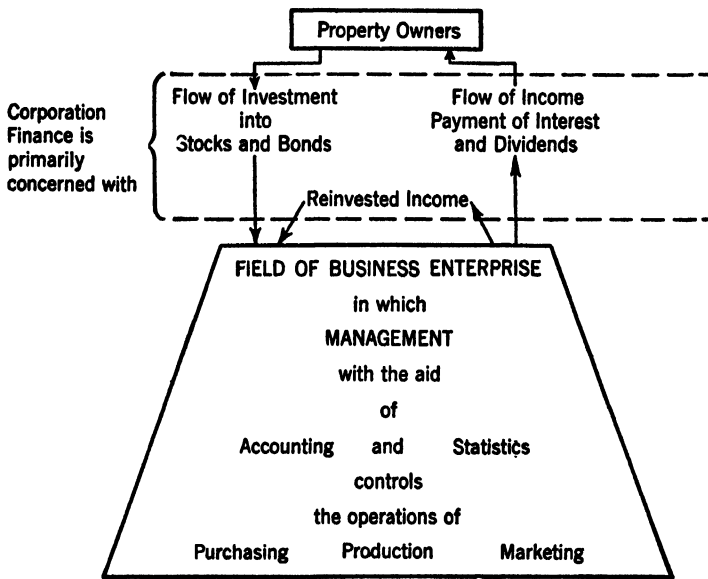 Property Owners
Corporation
Finance is
primarily
concerned with
Flow of Investment
into
Stocks and Bonds
Flow of Income
Payment of Interest
and Dividends
Reinvested Income
FIELD OF BUSINESS ENTERPRISE
in which
MANAGEMENT
with the aid
of
Accounting and Statistics
controls
the operations of
Purchasing Production Marketing